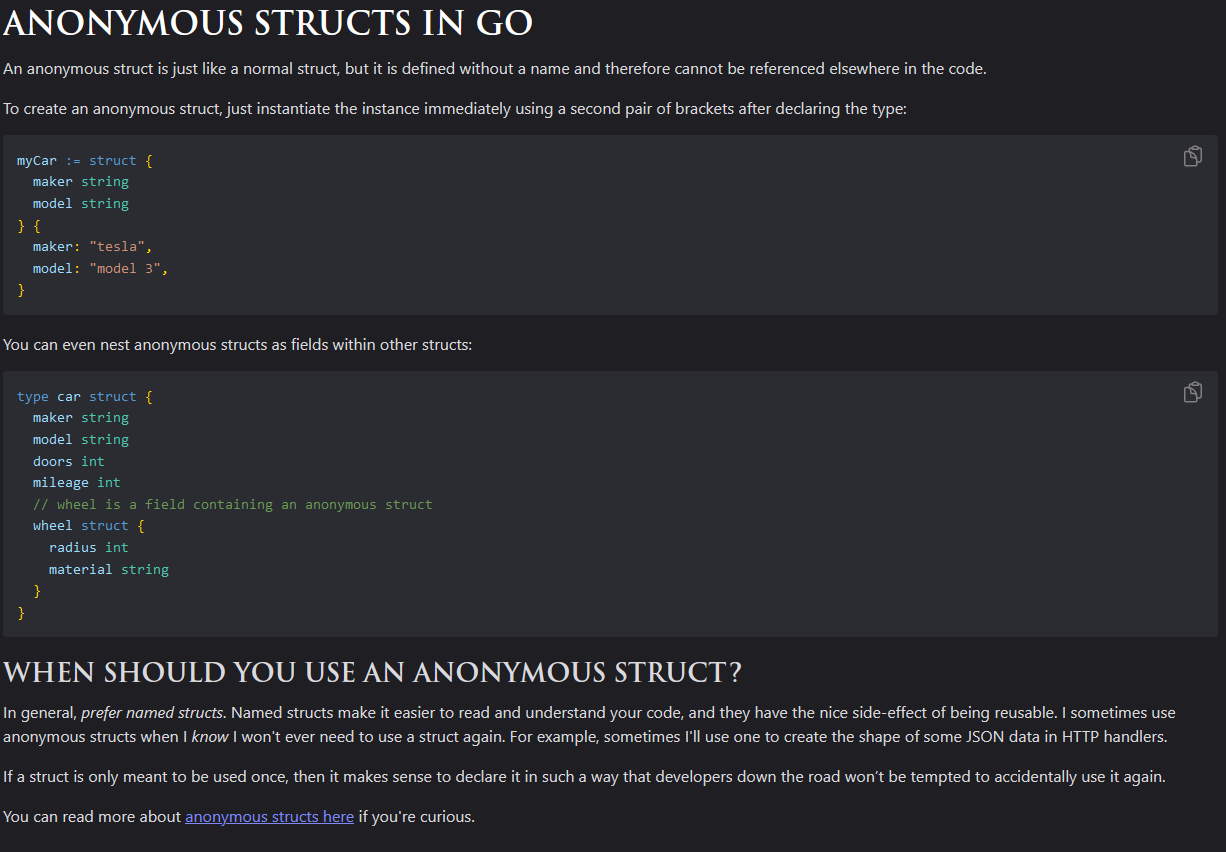 ANONYMOUS STRUCTS IN GO
An anonymous struct is just like a normal struct, but it is defined without a name and therefore cannot be referenced elsewhere in the code.
To create an anonymous struct, just instantiate the instance immediately using a second pair of brackets after declaring the type:
myCar := struct {
  maker string
  model string
} {
  maker: "tesla",
  model: "model 3",
}
You can even nest anonymous structs as fields within other structs:
type car struct {
  maker string
  model string
  doors int
  mileage int
  // wheel is a field containing an anonymous struct
  wheel struct {
    radius int
    material string
  }
}
WHEN SHOULD YOU USE AN ANONYMOUS STRUCT?
In general, prefer named structs. Named structs make it easier to read and understand your code, and they have the nice side-effect of being reusable. I sometimes use
anonymous structs when I know I won't ever need to use a struct again. For example, sometimes I'll use one to create the shape of some JSON data in HTTP handlers.
If a struct is only meant to be used once, then it makes sense to declare it in such a way that developers down the road won't be tempted to accidentally use it again.
You can read more about anonymous structs here if you're curious.